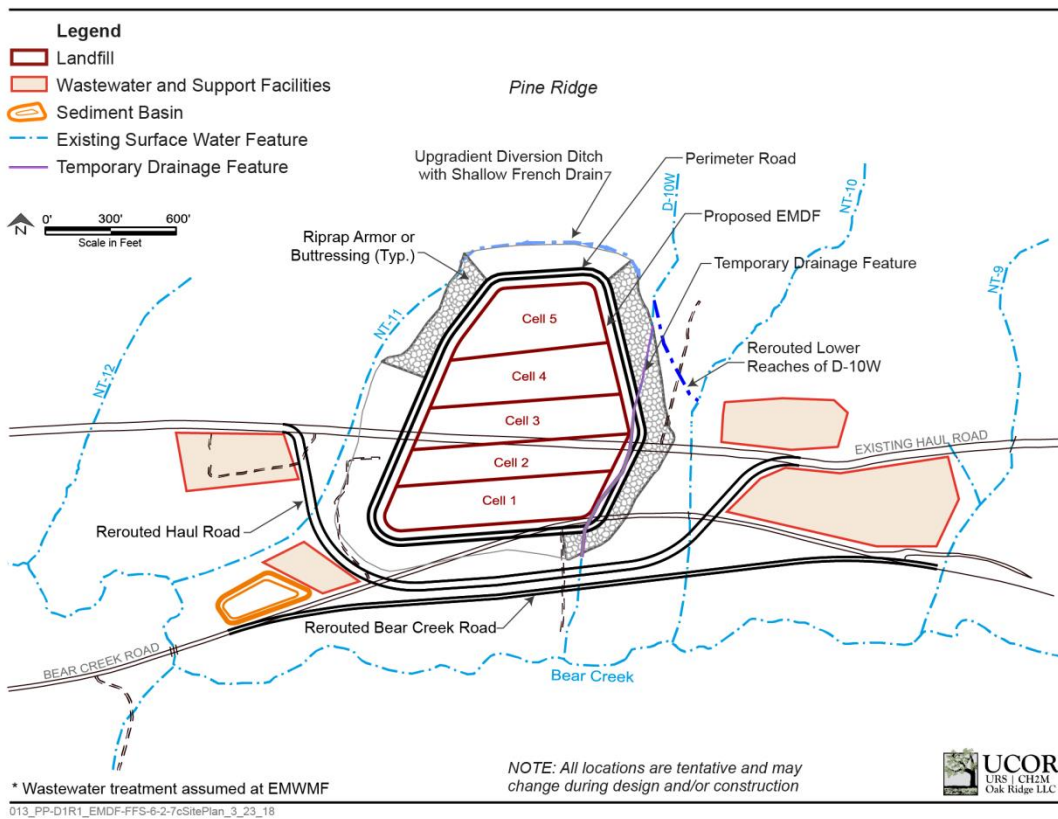 Legend
Landfill
Wastewater and Support Facilities
Sediment Basin
Existing Surface Water Feature
Temporary Drainage Feature
N
0' 300' 600'
Scale in Feet
Pine Ridge
Upgradient Diversion Ditch
with Shallow French Drain
Perimeter Road
D-10W
NT-10
Proposed EMDF
Riprap Armor or
Buttressing (Typ.)
Temporary Drainage Feature
NT-9
NT-11
NT-12
Cell 5
Cell 4
Cell 3
Cell 2
Cell 1
Rerouted Lower
Reaches of D-10W
EXISTING HAUL ROAD
Rerouted Haul Road
Rerouted Bear Creek Road
BEAR CREEK ROAD
Bear Creek
* Wastewater treatment assumed at EMWMF
NOTE: All locations are tentative and may
change during design and/or construction
UCOR
URS | CH2M
Oak Ridge LLC
013_PP-D1R1_EMDF-FFS-6-2-7cSitePlan_3_23_18